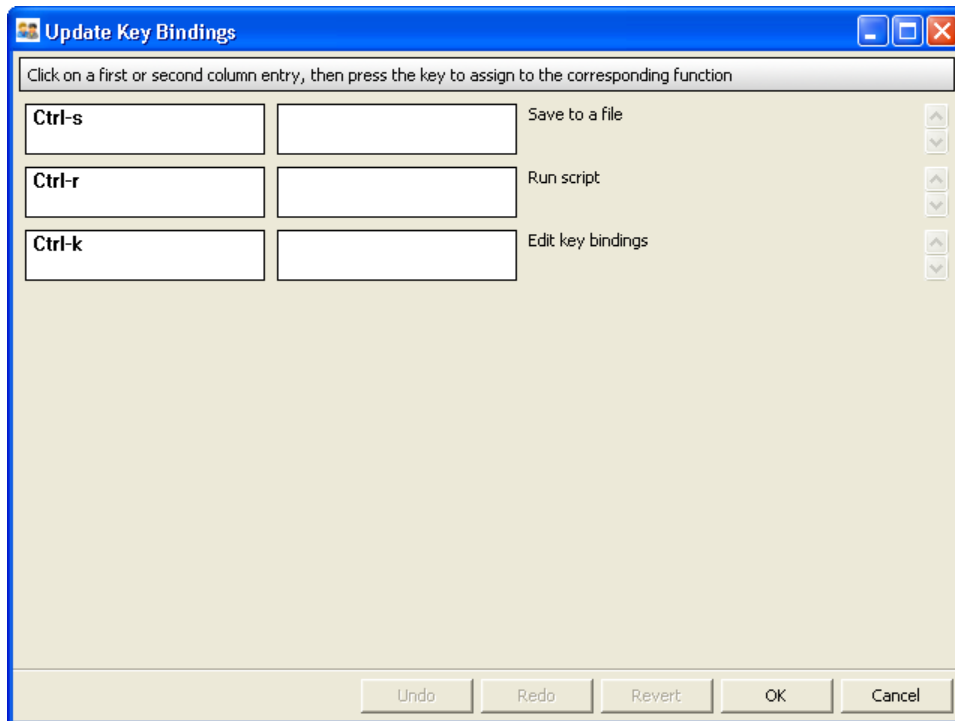 Update Key Bindings
Click on a first or second column entry, then press the key to assign to the corresponding function
Ctrl-s Save to a file
Ctrl-r Run script
Ctrl-k Edit key bindings
Undo Redo Revert OK Cancel